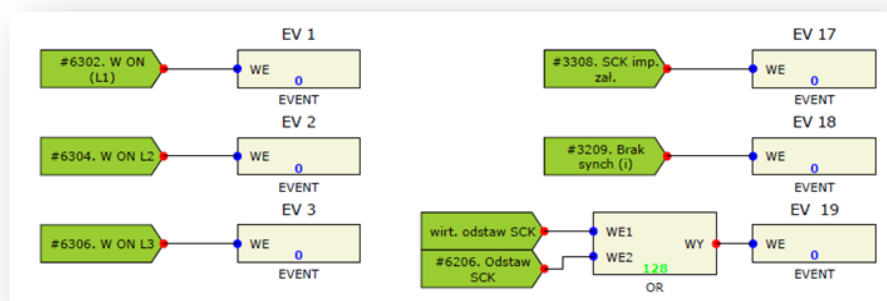 EV 1
#6302. W ON
(L1)
WE
0
EVENT
EV 2
#6304. W ON L2
WE
0
EVENT
EV 3
#6306. W ON L3
WE
0
EVENT
EV 17
#3308. SCK imp.
zał.
WE
0
EVENT
EV 18
#3209. Brak
synch (i)
WE
0
EVENT
EV 19
wirt. odstaw SCK
#6206. Odstaw
SCK
WE1
WE2
WY
128
OR
WE
0
EVENT